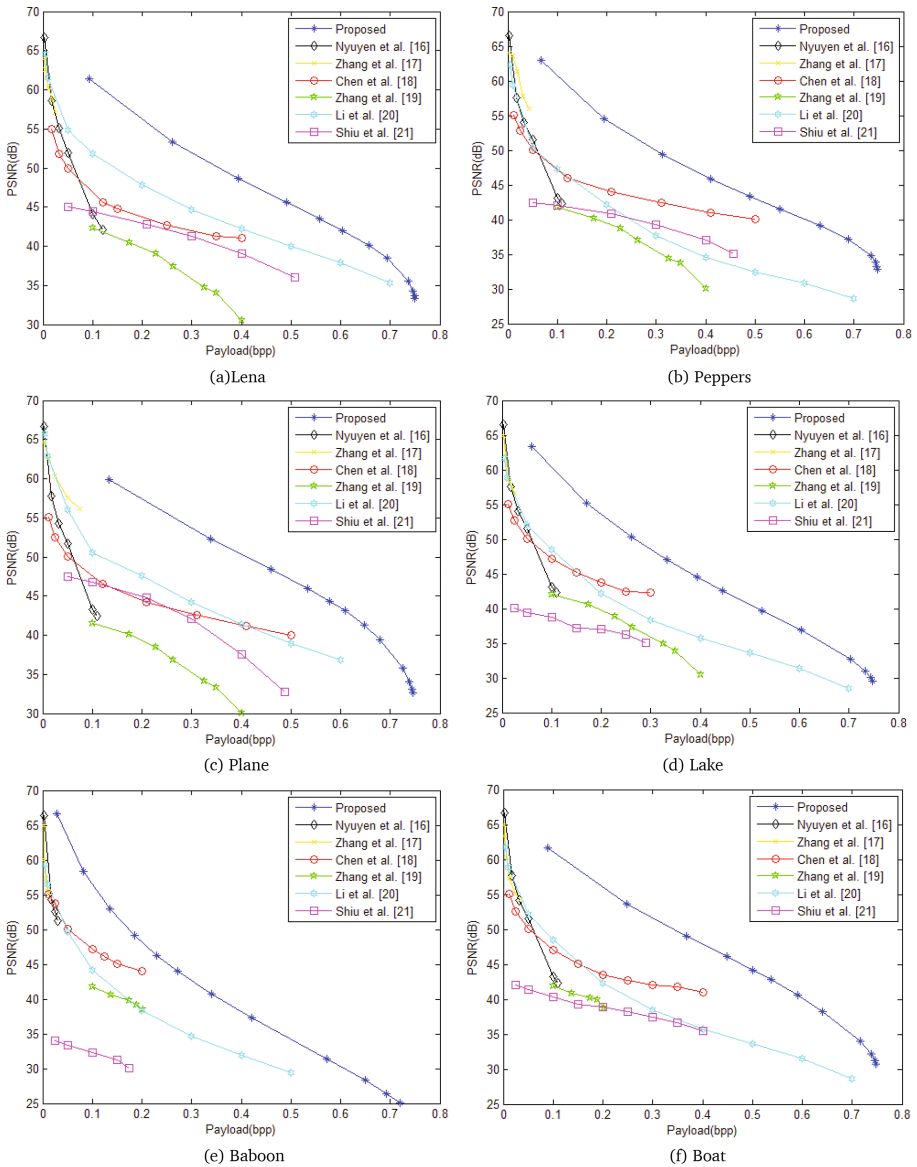 70
65
60
55
50
45
40
35
30
PSNR(dB)
0
0.1
0.2
0.3
0.4
0.5
0.6
0.7
0.8
Payload(bpp)
Proposed
Nyuyen et al. [16]
Zhang et al. [17]
Chen et al. [18]
Zhang et al. [19]
Li et al. [20]
Shiu et al. [21]
(a)Lena
70
65
60
55
50
45
40
35
30
25
PSNR(dB)
0
0.1
0.2
0.3
0.4
0.5
0.6
0.7
0.8
Payload(bpp)
Proposed
Nyuyen et al. [16]
Zhang et al. [17]
Chen et al. [18]
Zhang et al. [19]
Li et al. [20]
Shiu et al. [21]
(b) Peppers
70
65
60
55
50
45
40
35
30
PSNR(dB)
0
0.1
0.2
0.3
0.4
0.5
0.6
0.7
0.8
Payload(bpp)
Proposed
Nyuyen et al. [16]
Zhang et al. [17]
Chen et al. [18]
Zhang et al. [19]
Li et al. [20]
Shiu et al. [21]
(c) Plane
70
65
60
55
50
45
40
35
30
25
PSNR(dB)
0
0.1
0.2
0.3
0.4
0.5
0.6
0.7
0.8
Payload(bpp)
Proposed
Nyuyen et al. [16]
Zhang et al. [17]
Chen et al. [18]
Zhang et al. [19]
Li et al. [20]
Shiu et al. [21]
(d) Lake
70
65
60
55
50
45
40
35
30
25
PSNR(dB)
0
0.1
0.2
0.3
0.4
0.5
0.6
0.7
0.8
Payload(bpp)
Proposed
Nyuyen et al. [16]
Zhang et al. [17]
Chen et al. [18]
Zhang et al. [19]
Li et al. [20]
Shiu et al. [21]
(e) Baboon
70
65
60
55
50
45
40
35
30
25
PSNR(dB)
0
0.1
0.2
0.3
0.4
0.5
0.6
0.7
0.8
Payload(bpp)
Proposed
Nyuyen et al. [16]
Zhang et al. [17]
Chen et al. [18]
Zhang et al. [19]
Li et al. [20]
Shiu et al. [21]
(f) Boat